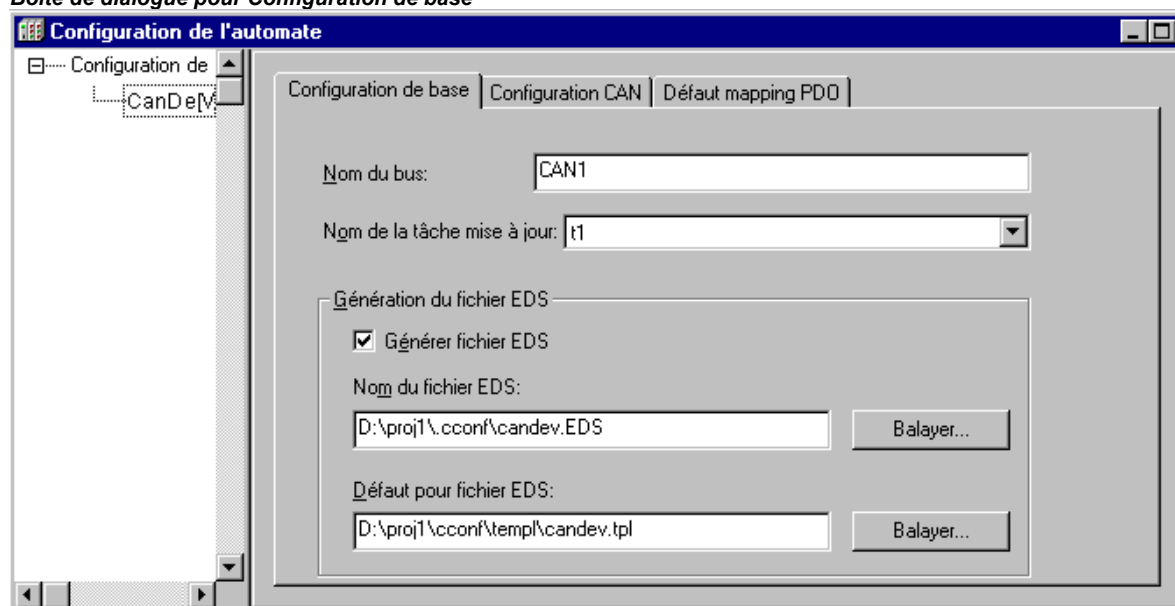 Boîte de dialogue pour Configuration de base
Configuration de l'automate
Configuration de
CanDe[V
Configuration de base
Configuration CAN
Défaut mapping PDO
Nom du bus:
CAN1
Nom de la tâche mise à jour:
t1
Génération du fichier EDS
Générer fichier EDS
Nom du fichier EDS:
D:\proj1\.cconf\candev.EDS
Balayer...
Défaut pour fichier EDS:
D:\proj1\cconf\templ\candev.tpl
Balayer...